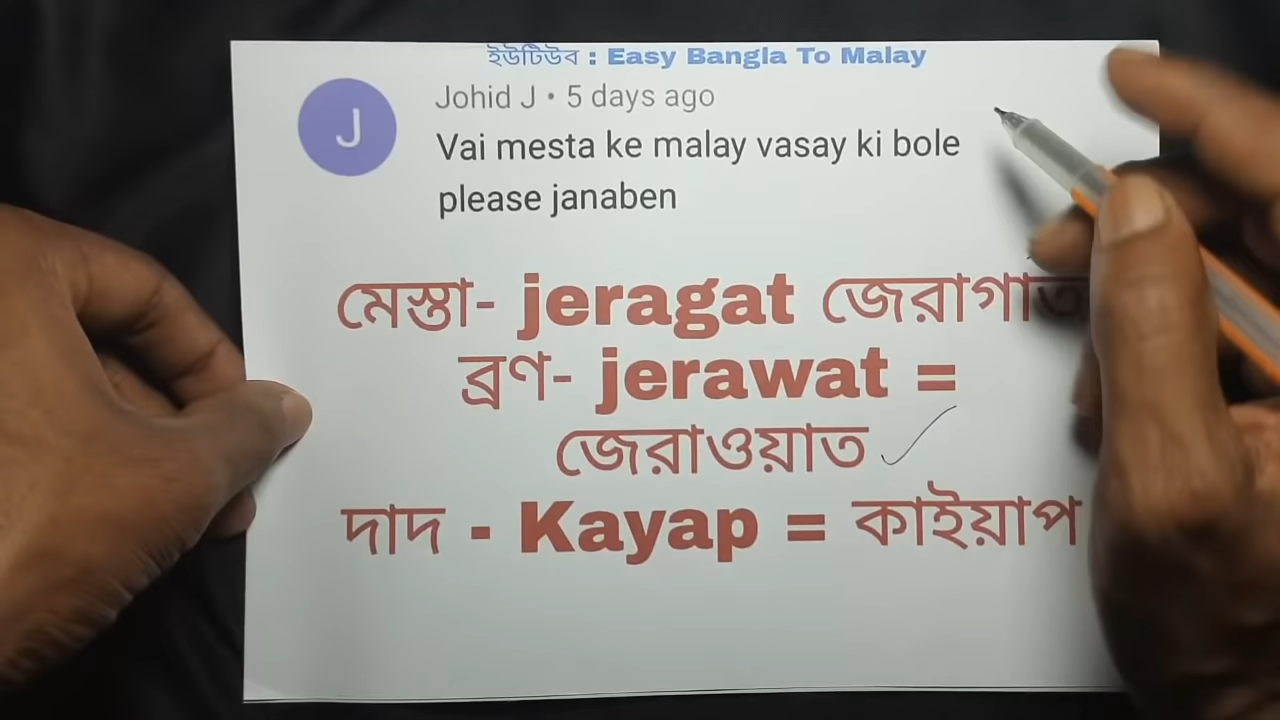 ইউটিউব : Easy Bangla To Malay
J
Johid J • 5 days ago
Vai mesta ke malay vasay ki bole
please janaben
মেস্তা- jeragat জেরাগাত
ব্রণ- jerawat =
জেরাওয়াত
দাদ - Kayap = কাইয়াপ